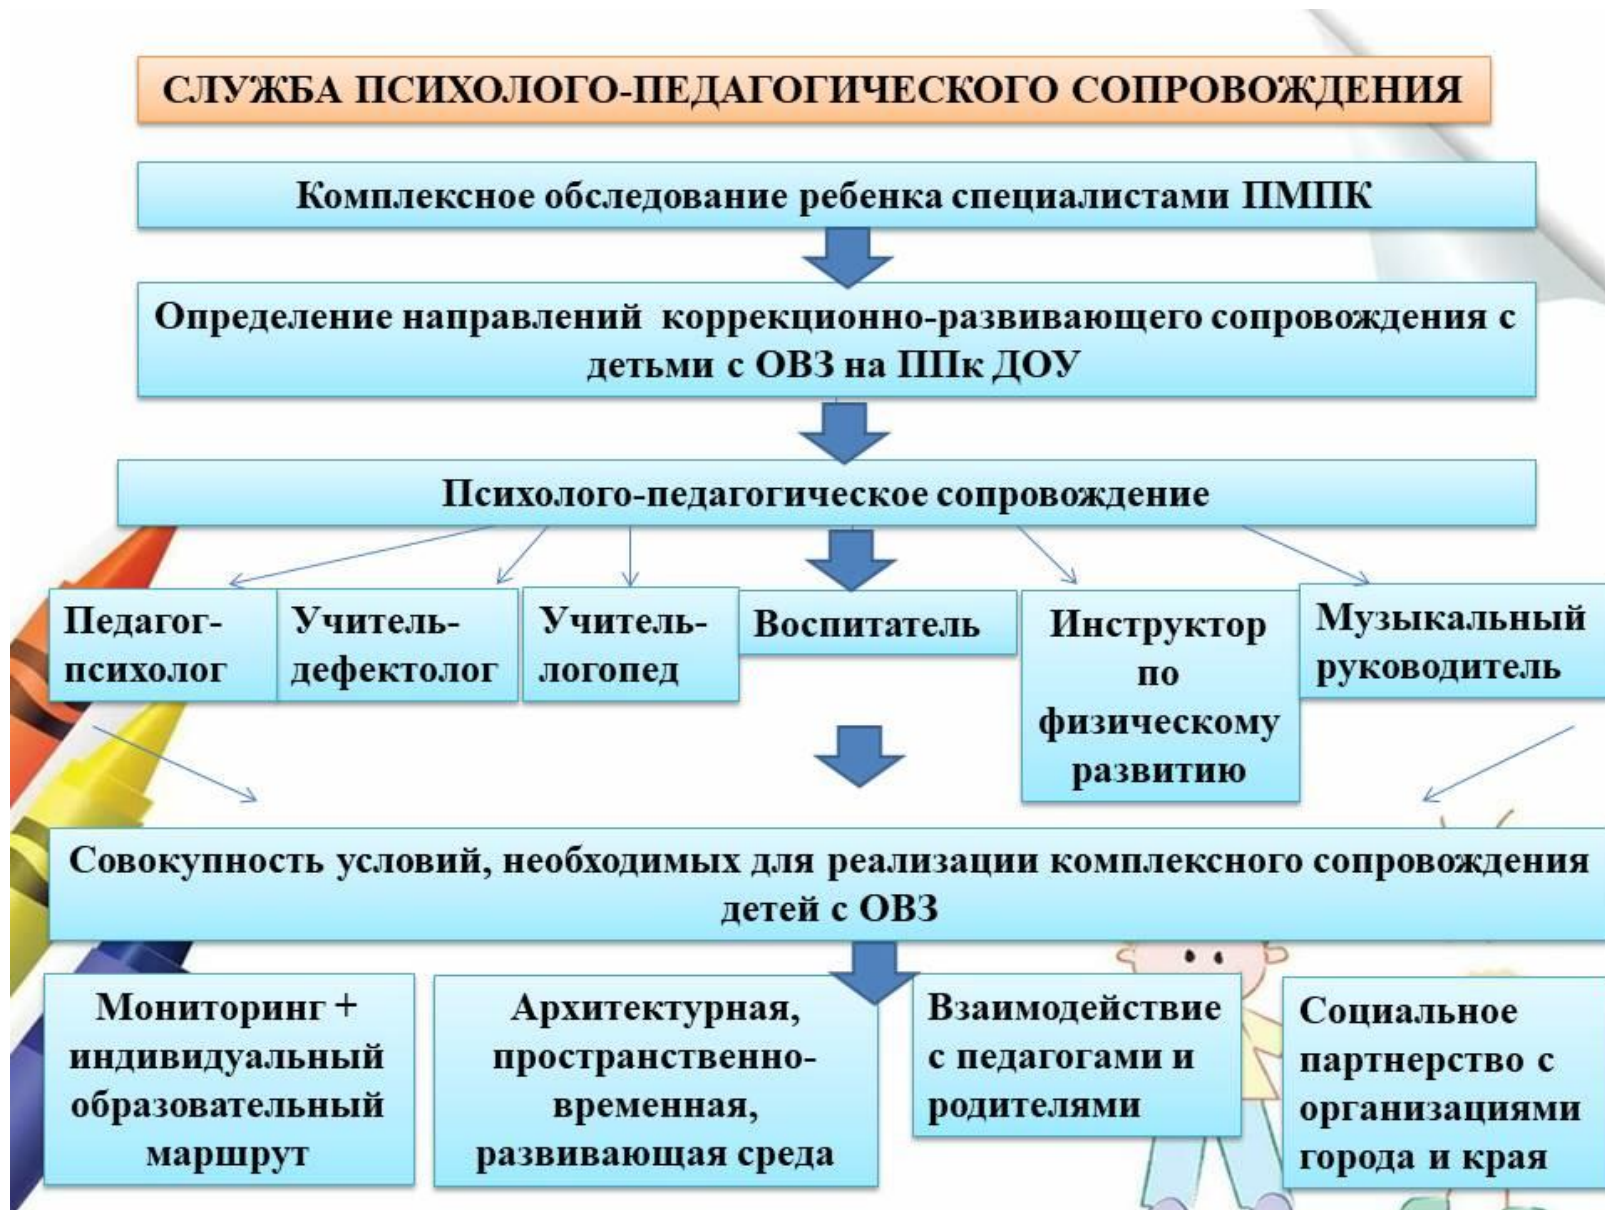 СЛУЖБА ПСИХОЛОГО-ПЕДАГОГИЧЕСКОГО СОПРОВОЖДЕНИЯ
Комплексное обследование ребенка специалистами ПМПК
Определение направлений коррекционно-развивающего сопровождения с
детьми с ОВЗ на ППк ДОУ
Психолого-педагогическое сопровождение
Педагог-
психолог
Учитель-
дефектолог
Учитель-
логопед
Воспитатель
Инструктор
по
физическому
развитию
Музыкальный
руководитель
Совокупность условий, необходимых для реализации комплексного сопровождения
детей с ОВЗ
Мониторинг +
индивидуальный
образовательный
маршрут
Архитектурная,
пространственно-
временная,
развивающая среда
Взаимодействие
с педагогами и
родителями
Социальное
партнерство с
организациями
города и края